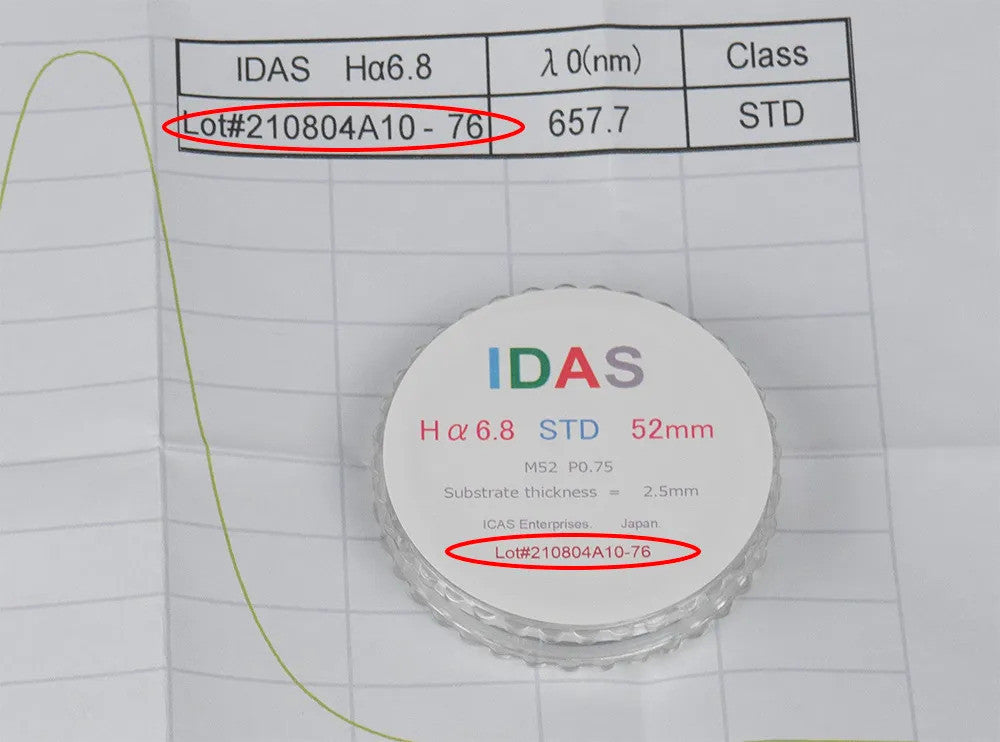 IDAS Hα6.8 λ0(nm) Class
Lot#210804A10 - 76 657.7 STD
IDAS
Hα6.8 STD 52mm
M52 P0.75
Substrate thickness = 2.5mm
ICAS Enterprises. Japan.
Lot#210804A10-76